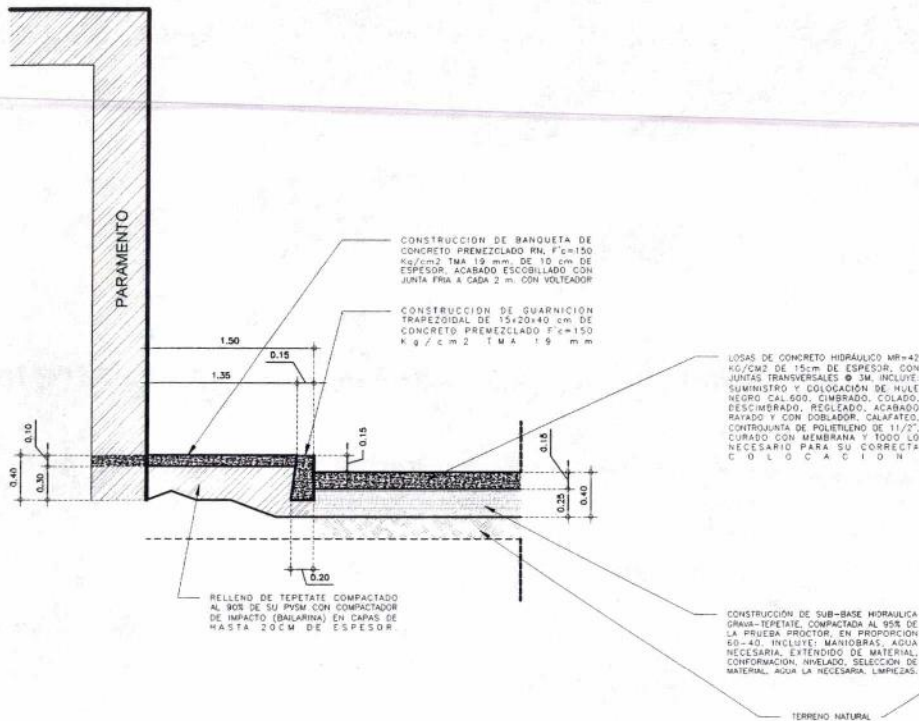 PARAMENTO
CONSTRUCCION DE BANQUETA DE
CONCRETO PREMEZCLADO RN, F'c=150
Kg/cm2 TMA 19 mm. DE 10 cm DE
ESPESOR, ACABADO ESCOBILLADO CON
JUNTA FRIA A CADA 2 m. CON VOLTEADOR
CONSTRUCCION DE GUARNICION
TRAPEZOIDAL DE 15x20x40 cm DE
CONCRETO PREMEZCLADO F'c=150
Kg/cm2 TMA 19 mm
1.50
0.15
1.35
0.10
0.40
0.30
0.15
0.20
LOSAS DE CONCRETO HIDRÁULICO MR=42
KG/CM2 DE 15cm DE ESPESOR, CON
JUNTAS TRANSVERSALES @ 3M, INCLUYE:
SUMINISTRO Y COLOCACIÓN DE HULE
NEGRO CAL.600, CIMBRADO, COLADO,
DESCIMBRADO, REGLEADO, ACABADO
RAYADO Y CON DOBLADOR, CALAFATEO,
CONTROJUNTA DE POLIETILENO DE 11/2",
CURADO CON MEMBRANA Y TODO LO
NECESARIO PARA SU CORRECTA
COLOCACION
0.15
0.25
0.40
RELLENO DE TEPETATE COMPACTADO
AL 90% DE SU PVSM CON COMPACTADOR
DE IMPACTO (BAILARINA) EN CAPAS DE
HASTA 20CM DE ESPESOR.
CONSTRUCCIÓN DE SUB-BASE HIDRAULICA
GRAVA-TEPETATE, COMPACTADA AL 95% DE
LA PRUEBA PROCTOR, EN PROPORCION
60-40. INCLUYE: MANIOBRAS, AGUA
NECESARIA, EXTENDIDO DE MATERIAL,
CONFORMACION, NIVELADO, SELECCIÓN DE
MATERIAL, AGUA LA NECESARIA, LIMPIEZAS.
TERRENO NATURAL